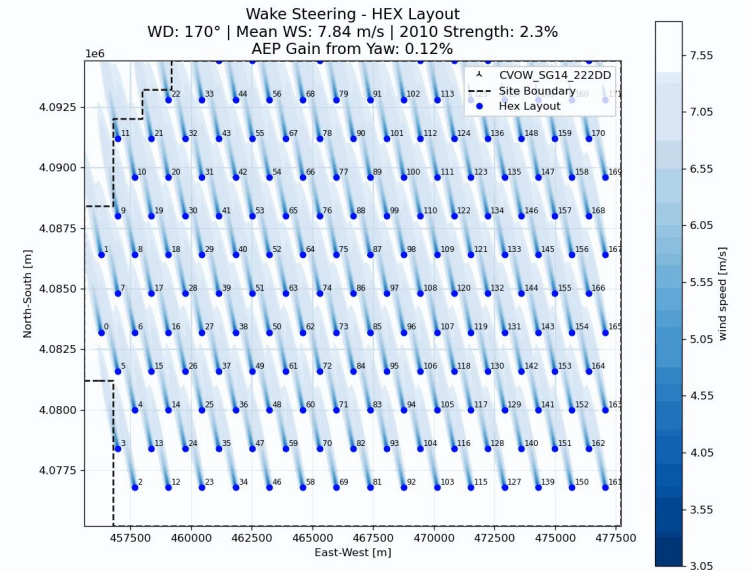 Wake Steering - HEX Layout
WD: 170° | Mean WS: 7.84 m/s | 2010 Strength: 2.3%
AEP Gain from Yaw: 0.12%
1e6
CVOW_SG14_222DD
Site Boundary
Hex Layout
22 33 44 56 68 79 91 102 113 160 171
4.0925
11 21 32 43 55 67 78 90 101 112 124 136 148 159 170
4.0900
10 20 31 42 54 66 77 89 100 111 123 135 147 158 169
4.0875
9 19 30 41 53 65 76 88 99 110 122 134 146 157 168
1 8 18 29 40 52 64 75 87 98 109 121 133 145 156 167
4.0850
7 17 28 39 51 63 74 86 97 108 120 132 144 155 166
0 6 16 27 38 50 62 73 85 96 107 119 131 143 154 165
4.0825
5 15 26 37 49 61 72 84 95 106 118 130 142 153 164
4.0800
4 14 25 36 48 60 71 83 94 105 117 129 141 152 163
3 13 24 35 47 59 70 82 93 104 116 128 140 151 162
4.0775
2 12 23 34 46 58 69 81 92 103 115 127 139 150 161
North-South [m]
457500 460000 462500 465000 467500 470000 472500 475000 477500
East-West [m]
7.55
7.05
6.55
6.05
5.55
5.05
4.55
4.05
3.55
3.05
wind speed [m/s]